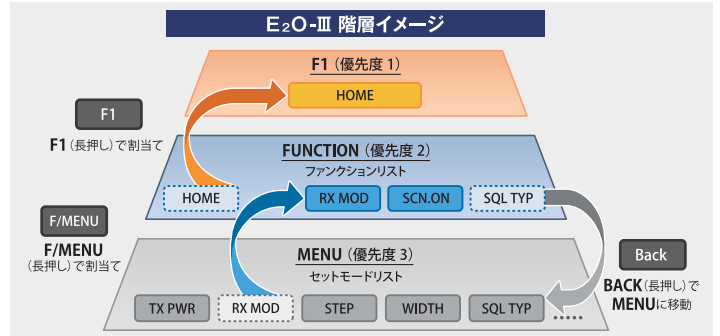 E₂O-Ⅲ 階層イメージ
F1（優先度1）
HOME
F1
F1（長押し）で割当て
FUNCTION（優先度2）
ファンクションリスト
HOME
RX MOD
SCN.ON
SQL TYP
F/MENU
F/MENU
（長押し）で割当て
MENU（優先度3）
セットモードリスト
TX PWR
RX MOD
STEP
WIDTH
SQL TYP
.....
Back
BACK（長押し）で
MENUに移動